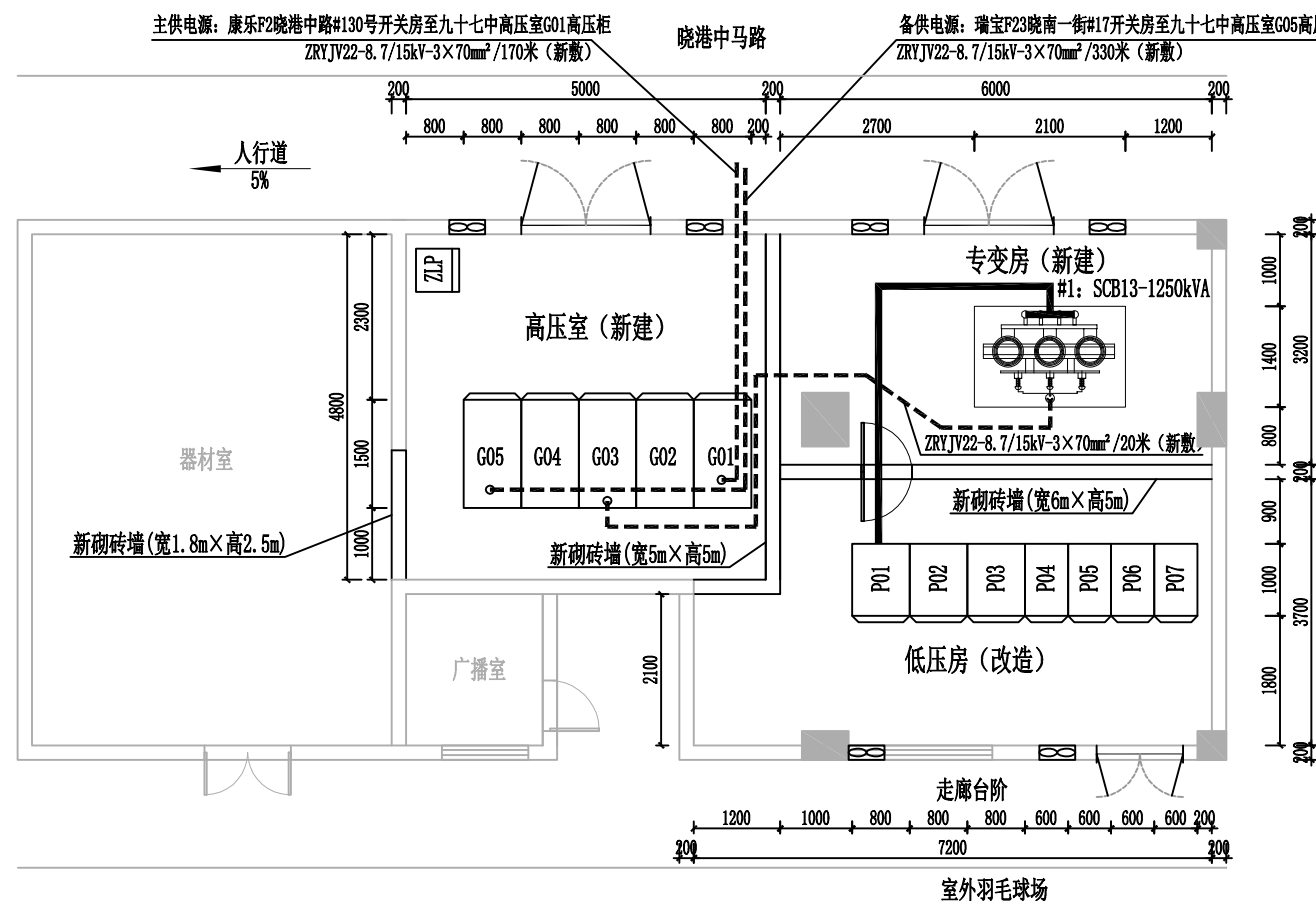 主供电源：康乐F2晓港中路#130号开关房至九十七中高压室G01高压柜
ZRYJV22-8.7/15kV-3×70mm²/170米（新敷）
晓港中马路
备供电源：瑞宝F23晓南一街#17开关房至九十七中高压室G05高压
ZRYJV22-8.7/15kV-3×70mm²/330米（新敷）
200 5000 200 6000 200
800 800 800 800 800 800 200 2700 2100 1200
人行道
5%
ZLP
高压室（新建）
专变房（新建）
#1：SCB13-1250kVA
200
1000
2300
1400
3200
4800
G05 G04 G03 G02 G01
1500
800
ZRYJV22-8.7/15kV-3×70mm²/20米（新敷）
器材室
200
新砌砖墙(宽6m×高5m)
900
新砌砖墙(宽1.8m×高2.5m)
1000
新砌砖墙(宽5m×高5m)
P01 P02 P03 P04 P05 P06 P07
1000
3700
低压房（改造）
广播室
2100
1800
200
走廊台阶
1200 1000 800 800 800 600 600 600 600 200
200 7200 200
室外羽毛球场